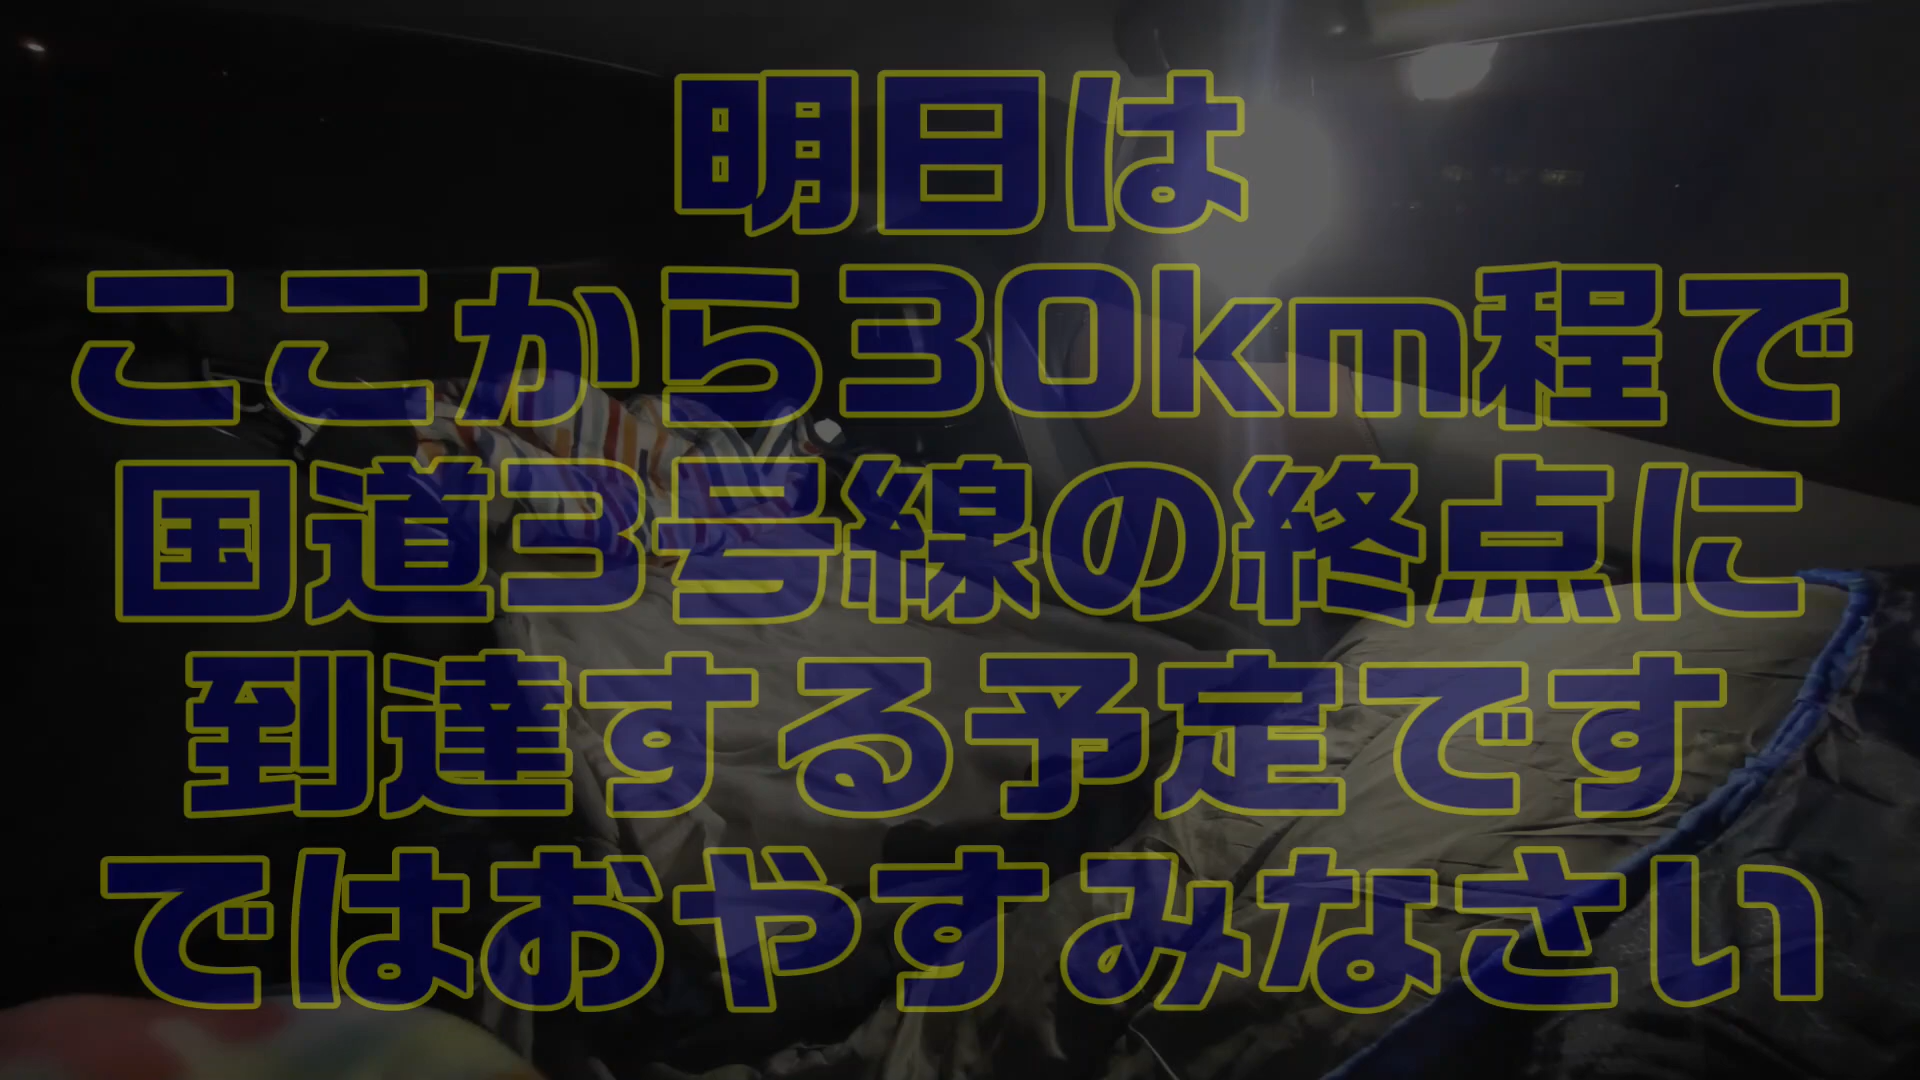 明日は
ここから30km程で
国道3号線の終点に
到達する予定です
ではおやすみなさい